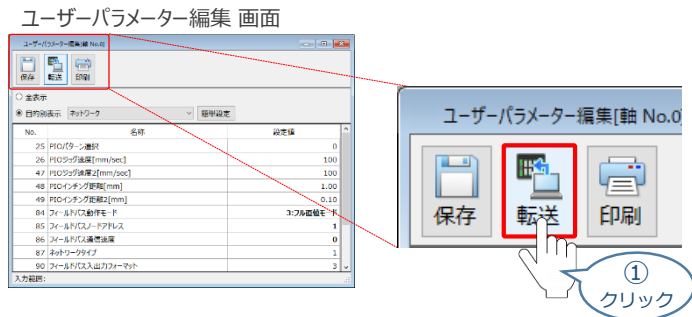 ユーザーパラメーター編集 画面
ユーザーパラメーター編集[軸 No.0]
保存 転送 印刷
全表示
目的別表示 ネットワーク 簡単設定
No. 名称 設定値
25 PIOパターン選択 0
26 PIOジョグ速度[mm/sec] 100
47 PIOジョグ速度2[mm/sec] 100
48 PIOインチング距離[mm] 1.00
49 PIOインチング距離2[mm] 0.10
84 フィールドバス動作モード 3:フル直値モード
85 フィールドバスノードアドレス 1
86 フィールドバス通信速度 0
87 ネットワークタイプ 1
90 フィールドバス入出力フォーマット 3
入力範囲:
ユーザーパラメーター編集[軸 No.0]
保存 転送 印刷
①
クリック